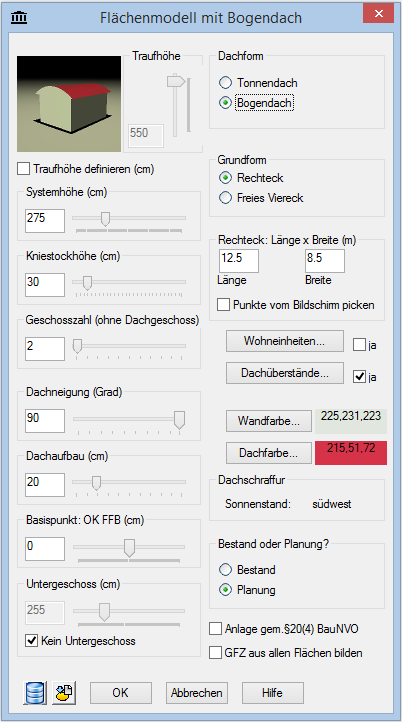 Flächenmodell mit Bogendach
Traufhöhe
550
Traufhöhe definieren (cm)
Systemhöhe (cm)
275
Kniestockhöhe (cm)
30
Geschosszahl (ohne Dachgeschoss)
2
Dachneigung (Grad)
90
Dachaufbau (cm)
20
Basispunkt: OK FFB (cm)
0
Untergeschoss (cm)
255
Kein Untergeschoss
Dachform
Tonnendach
Bogendach
Grundform
Rechteck
Freies Viereck
Rechteck: Länge x Breite (m)
12.5 8.5
Länge Breite
Punkte vom Bildschirm picken
Wohneinheiten... ja
Dachüberstände... ja
Wandfarbe... 225,231,223
Dachfarbe... 215,51,72
Dachschraffur
Sonnenstand: südwest
Bestand oder Planung?
Bestand
Planung
Anlage gem.§20(4) BauNVO
GFZ aus allen Flächen bilden
OK Abbrechen Hilfe